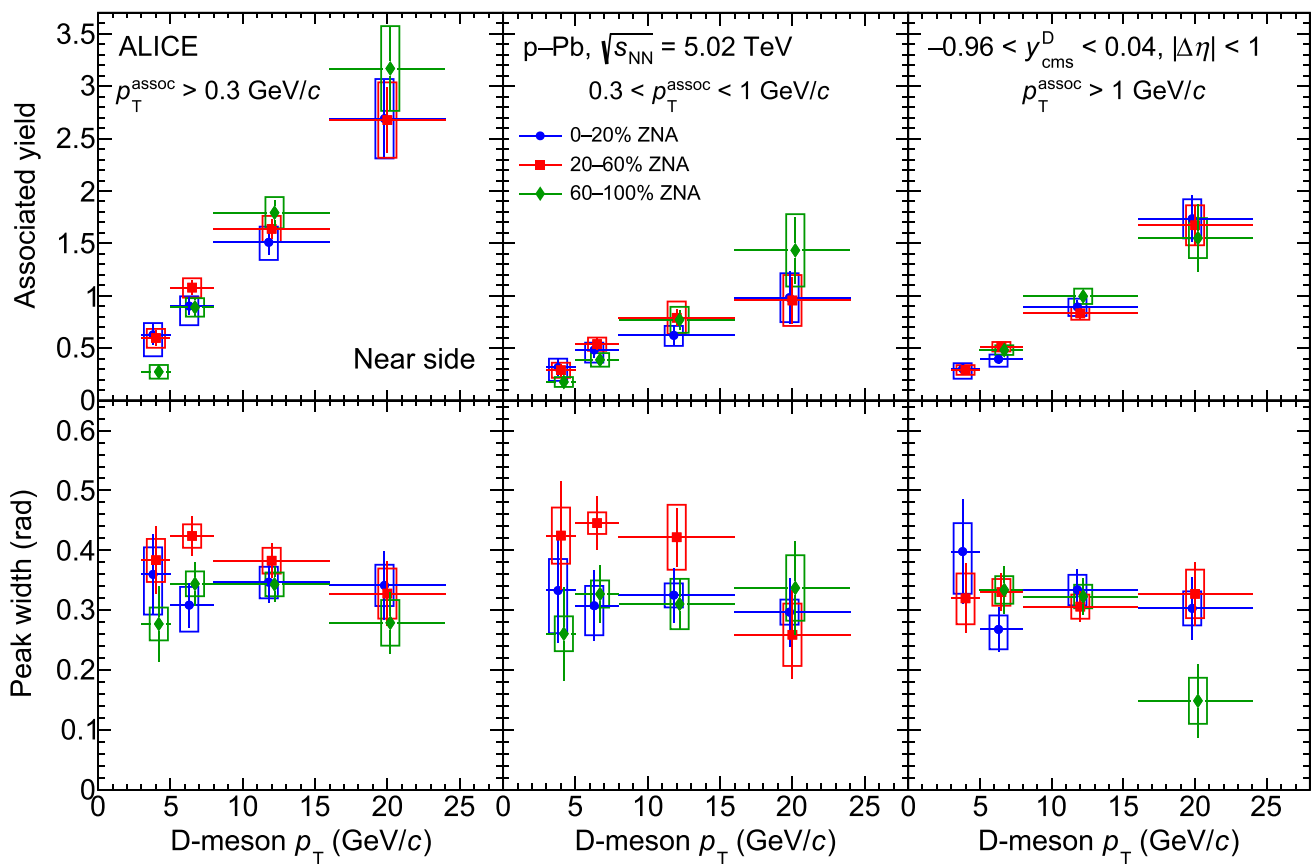 ALICE
p_T^assoc > 0.3 GeV/c
p–Pb, √s_NN = 5.02 TeV
0.3 < p_T^assoc < 1 GeV/c
–0.96 < y_cms^D < 0.04, |Δη| < 1
p_T^assoc > 1 GeV/c
0–20% ZNA
20–60% ZNA
60–100% ZNA
Near side
Associated yield
3.5
3
2.5
2
1.5
1
0.5
0
Peak width (rad)
0.6
0.5
0.4
0.3
0.2
0.1
0
0 5 10 15 20 25
0 5 10 15 20 25
0 5 10 15 20 25
D-meson p_T (GeV/c)
D-meson p_T (GeV/c)
D-meson p_T (GeV/c)